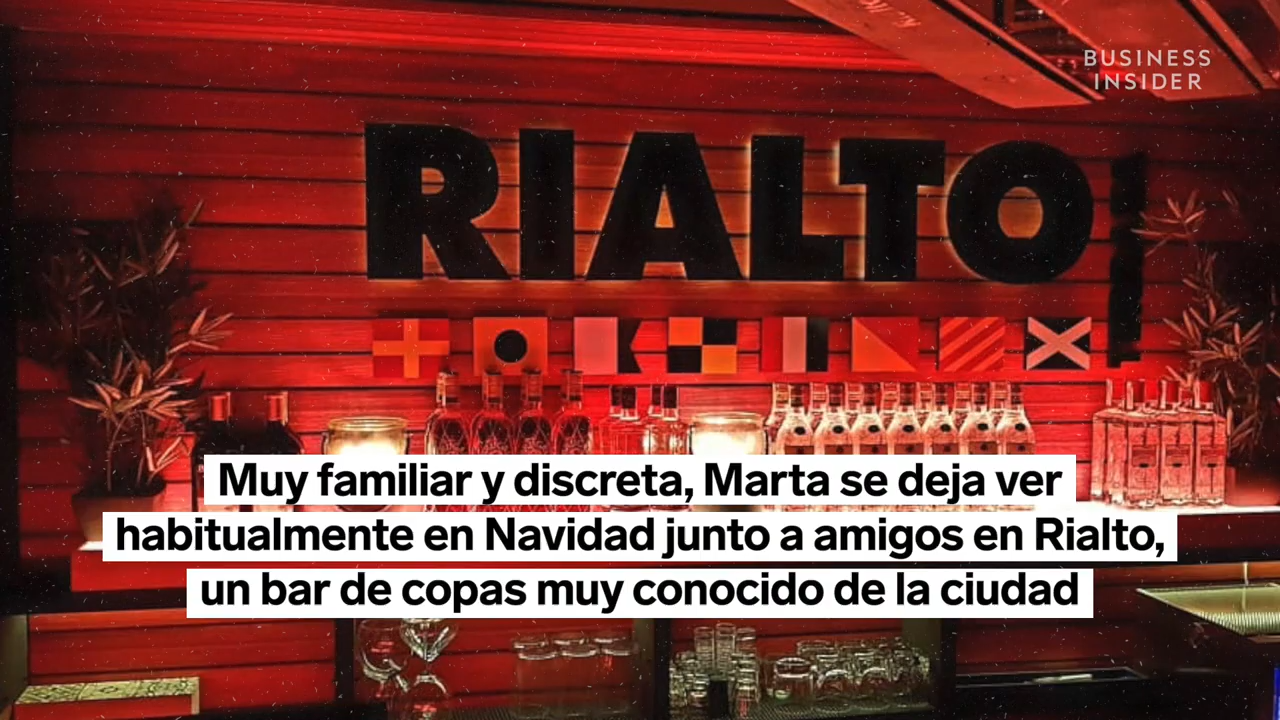 BUSINESS
INSIDER
RIALTO
Muy familiar y discreta, Marta se deja ver
habitualmente en Navidad junto a amigos en Rialto,
un bar de copas muy conocido de la ciudad